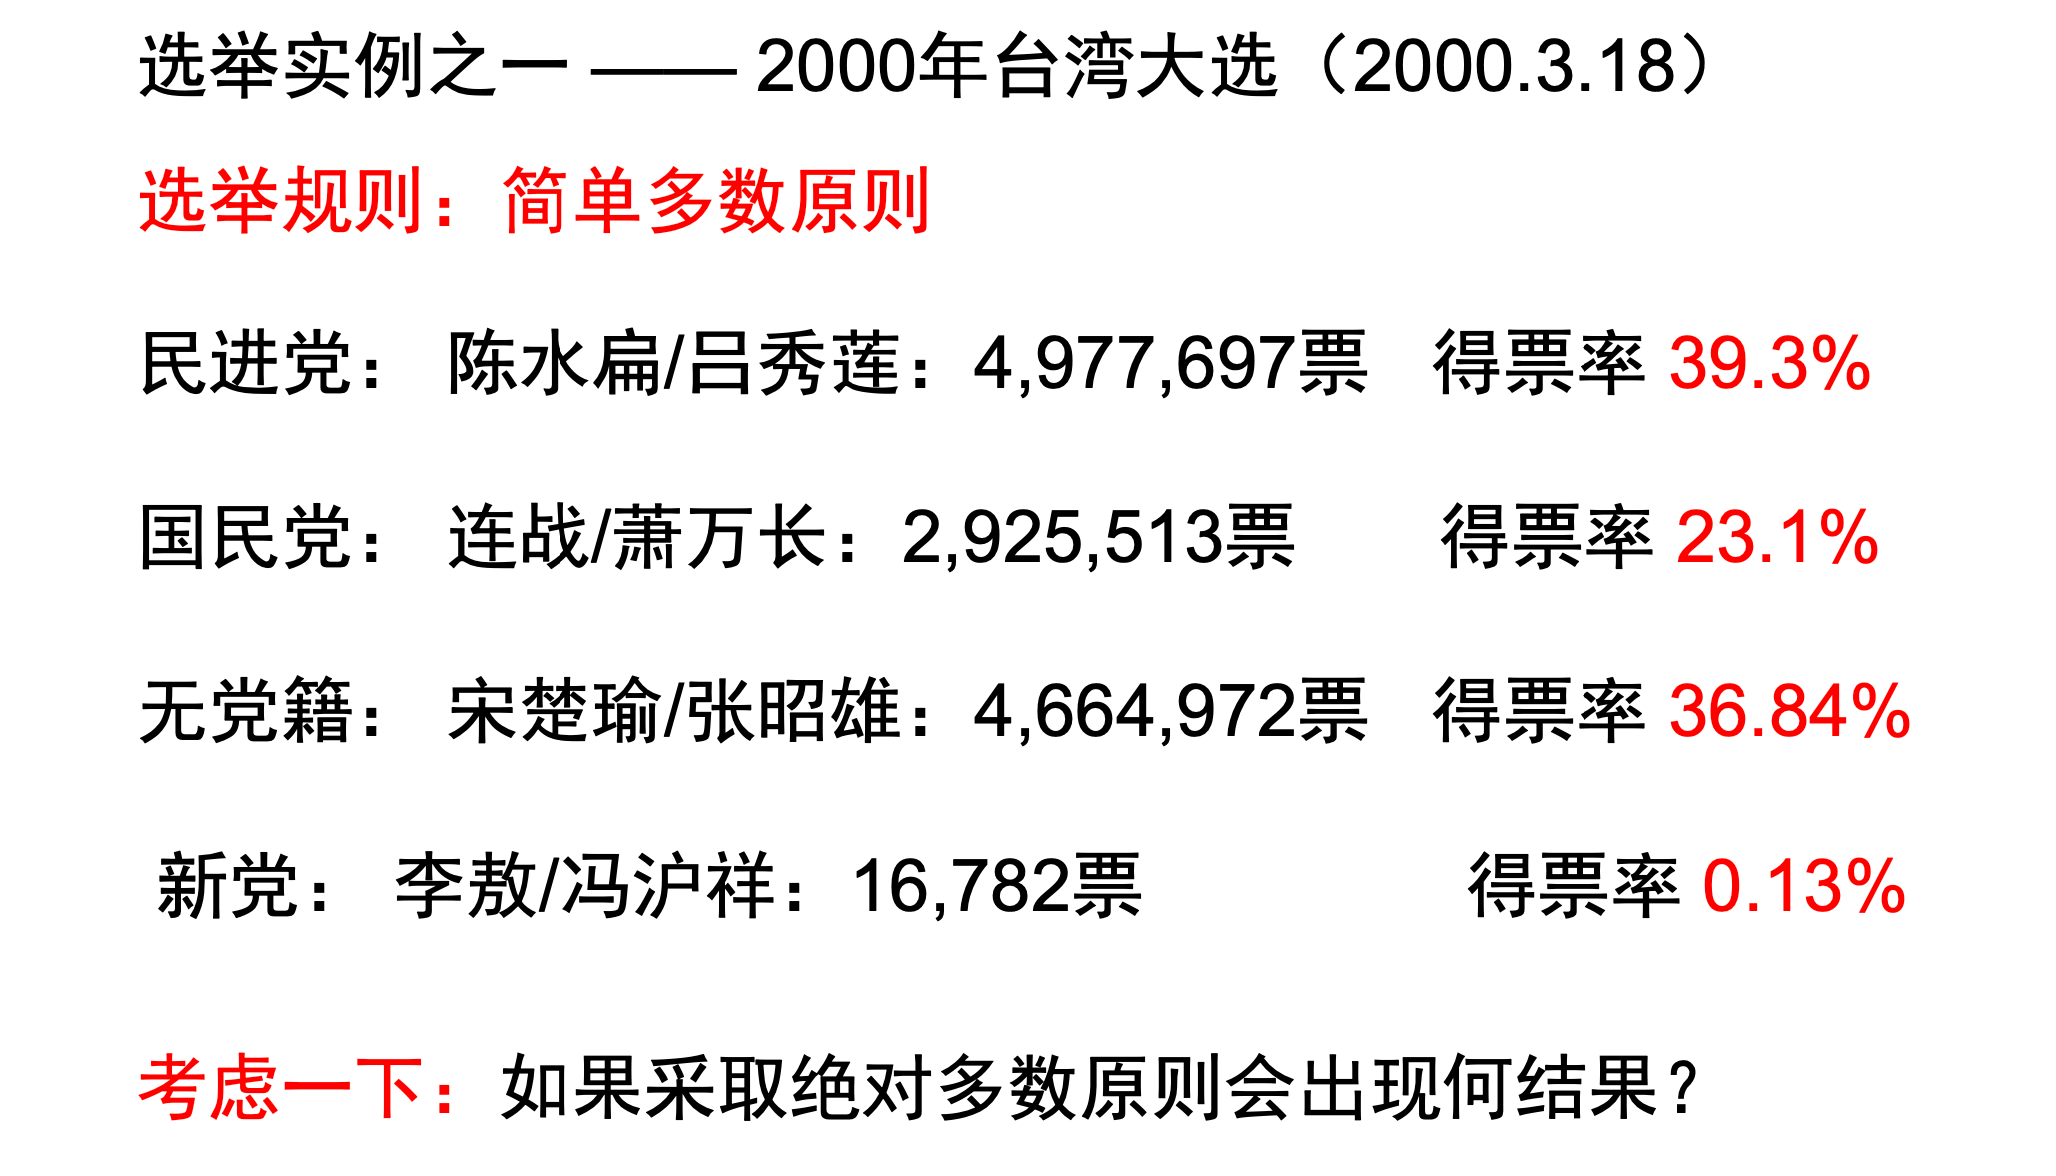 选举实例之一 —— 2000年台湾大选（2000.3.18）
选举规则：简单多数原则
民进党： 陈水扁/吕秀莲：4,977,697票 得票率 39.3%
国民党： 连战/萧万长：2,925,513票 得票率 23.1%
无党籍： 宋楚瑜/张昭雄：4,664,972票 得票率 36.84%
新党： 李敖/冯沪祥：16,782票 得票率 0.13%
考虑一下：如果采取绝对多数原则会出现何结果？